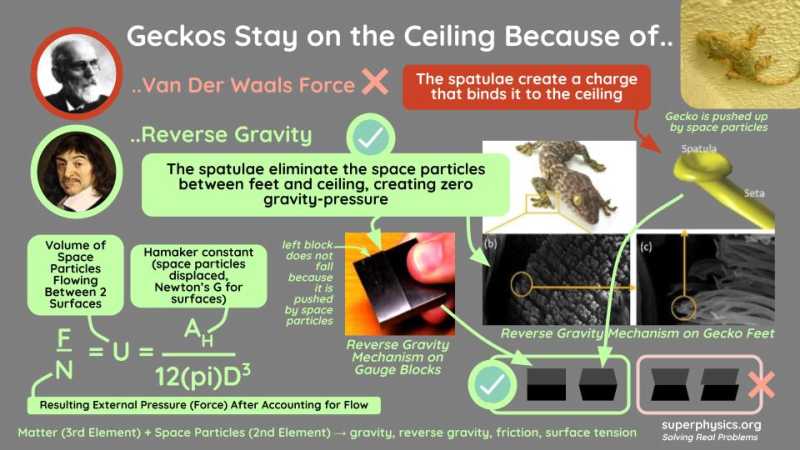 Geckos Stay on the Ceiling Because of..
..Van Der Waals Force
The spatulae create a charge
that binds it to the ceiling
Gecko is pushed up
by space particles
..Reverse Gravity
The spatulae eliminate the space particles
between feet and ceiling, creating zero
gravity-pressure
Spatula
Seta
(b)
(c)
Volume of
Space
Particles
Flowing
Between 2
Surfaces
Hamaker constant
(space particles
displaced,
Newton's G for
surfaces)
left block
does not
fall
because
it is
pushed
by space
particles
Reverse Gravity
Mechanism on
Gauge Blocks
Reverse Gravity Mechanism on Gecko Feet
F/N = U = A_H/12(pi)D³
Resulting External Pressure (Force) After Accounting for Flow
Matter (3rd Element) + Space Particles (2nd Element) → gravity, reverse gravity, friction, surface tension
superphysics.org
Solving Real Problems